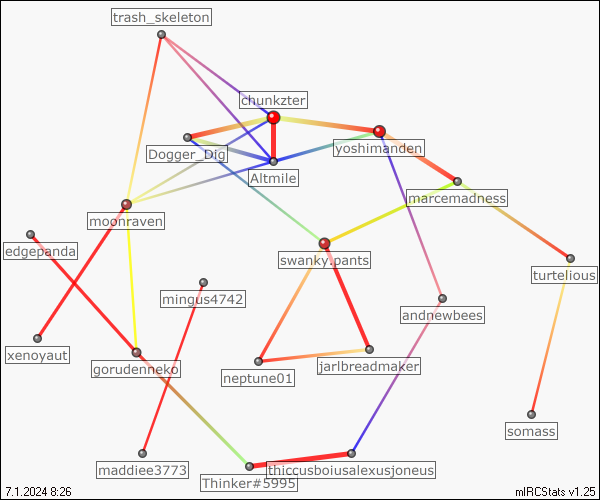 trash_skeleton
chunkzter
yoshimanden
Dogger_Dig
Altmile
marcemadness
moonraven
edgepanda
swanky.pants
turtelious
mingus4742
andnewbees
xenoyaut
gorudenneko
neptune01
jarlbreadmaker
somass
maddiee3773
thiccusboiusalexusjoneus
Thinker#5995
7.1.2024 8:26
mIRCStats v1.25